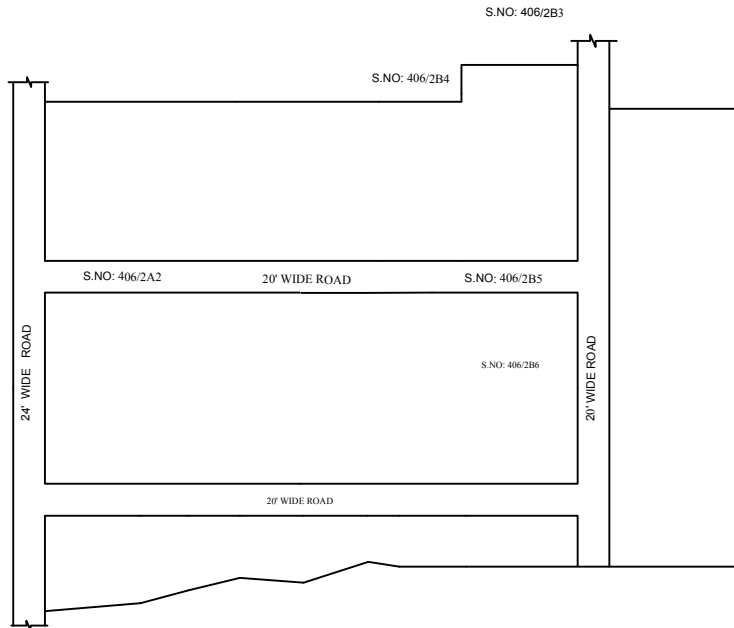 S.NO: 406/2B3
S.NO: 406/2B4
S.NO: 406/2A2
20' WIDE ROAD
S.NO: 406/2B5
24' WIDE ROAD
S.NO: 406/2B6
20' WIDE ROAD
20' WIDE ROAD